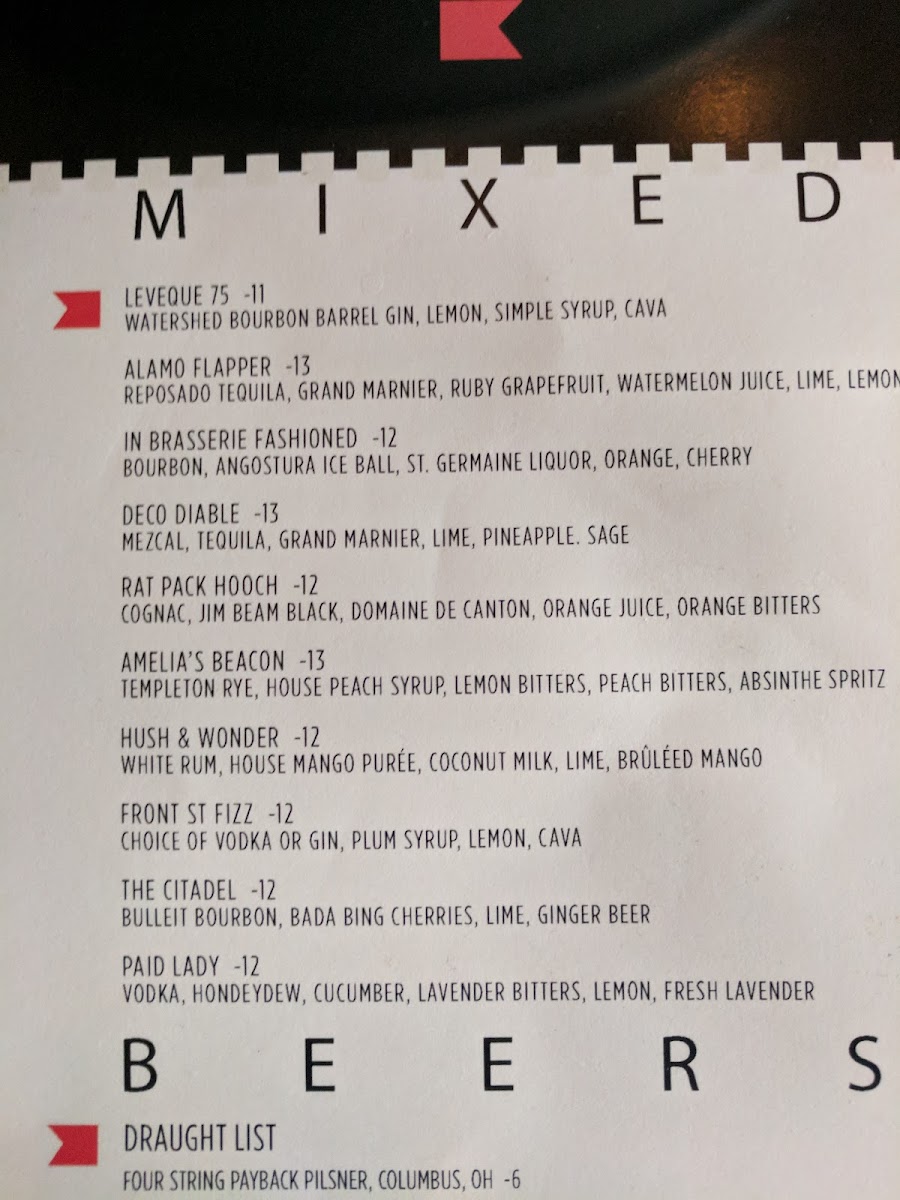 M I X E D
LEVEQUE 75 -11
WATERSHED BOURBON BARREL GIN, LEMON, SIMPLE SYRUP, CAVA
ALAMO FLAPPER -13
REPOSADO TEQUILA, GRAND MARNIER, RUBY GRAPEFRUIT, WATERMELON JUICE, LIME, LEMON
IN BRASSERIE FASHIONED -12
BOURBON, ANGOSTURA ICE BALL, ST. GERMAINE LIQUOR, ORANGE, CHERRY
DECO DIABLE -13
MEZCAL, TEQUILA, GRAND MARNIER, LIME, PINEAPPLE. SAGE
RAT PACK HOOCH -12
COGNAC, JIM BEAM BLACK, DOMAINE DE CANTON, ORANGE JUICE, ORANGE BITTERS
AMELIA'S BEACON -13
TEMPLETON RYE, HOUSE PEACH SYRUP, LEMON BITTERS, PEACH BITTERS, ABSINTHE SPRITZ
HUSH & WONDER -12
WHITE RUM, HOUSE MANGO PURÉE, COCONUT MILK, LIME, BRÛLÉED MANGO
FRONT ST FIZZ -12
CHOICE OF VODKA OR GIN, PLUM SYRUP, LEMON, CAVA
THE CITADEL -12
BULLEIT BOURBON, BADA BING CHERRIES, LIME, GINGER BEER
PAID LADY -12
VODKA, HONDEYDEW, CUCUMBER, LAVENDER BITTERS, LEMON, FRESH LAVENDER
B E E R S
DRAUGHT LIST
FOUR STRING PAYBACK PILSNER, COLUMBUS, OH -6